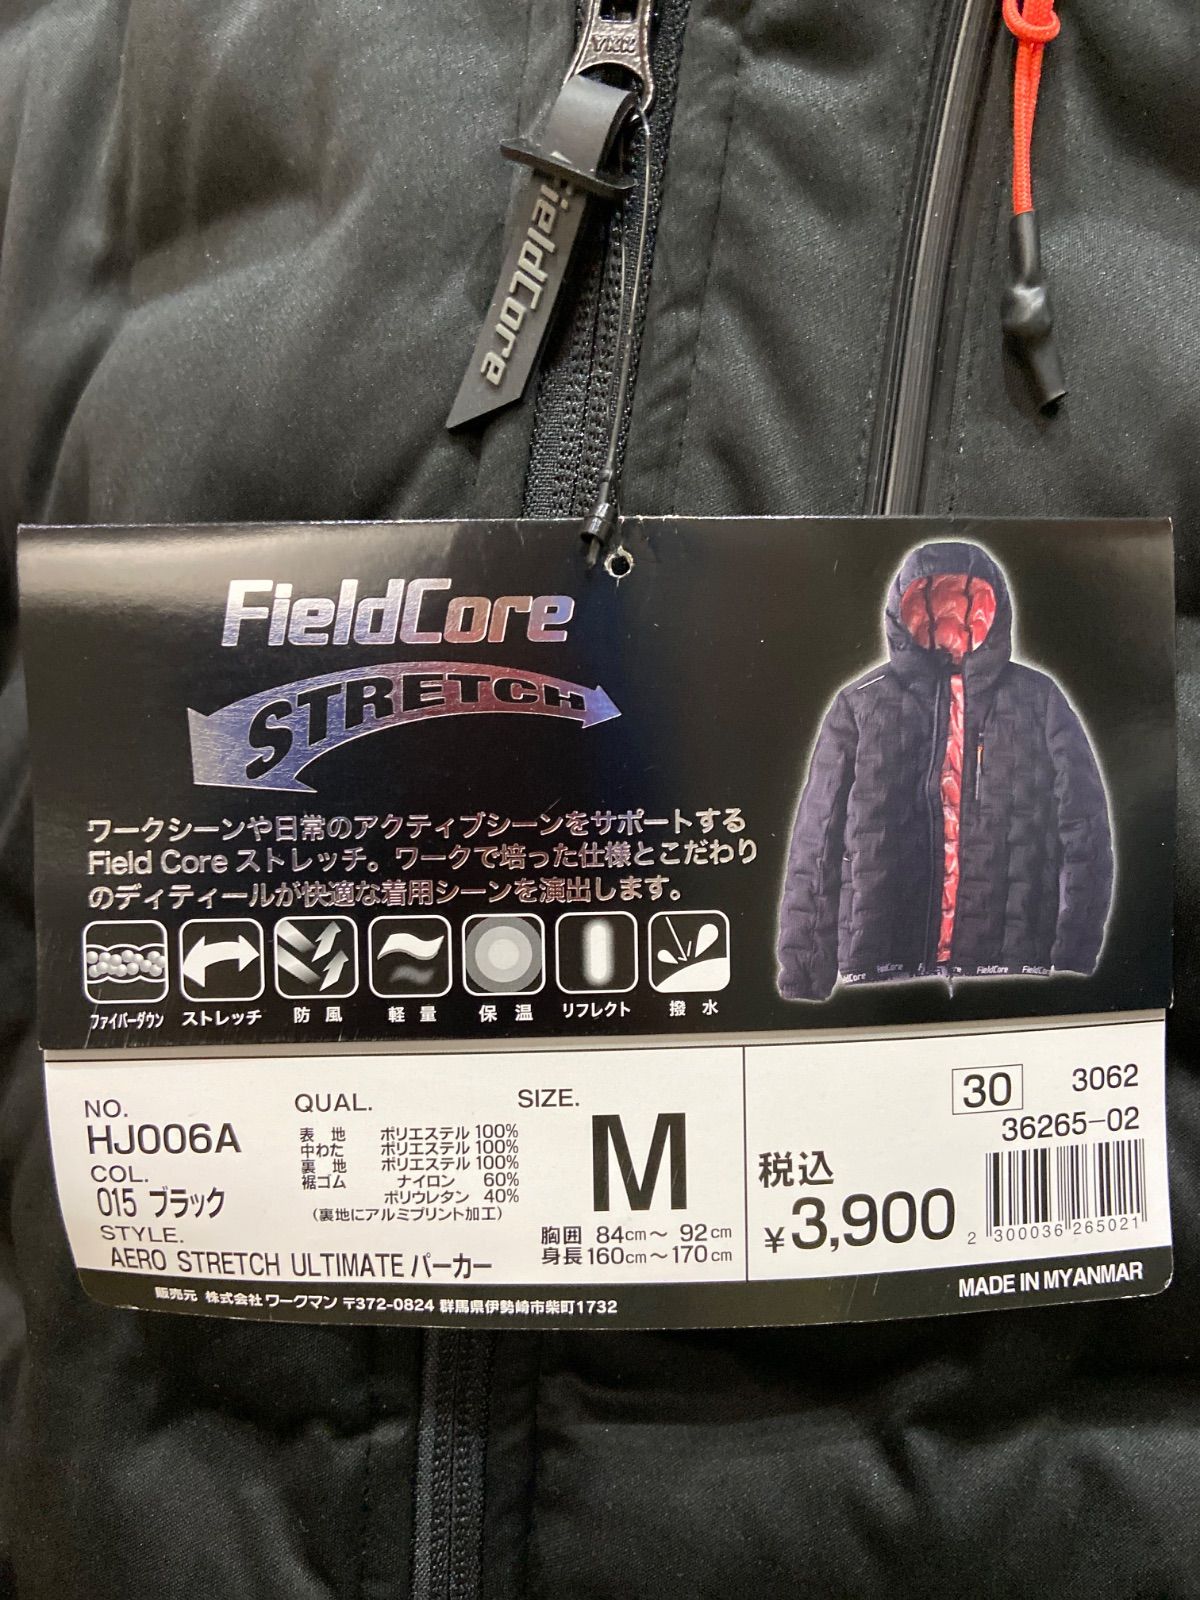 YKK
FieldCore
FieldCore
STRETCH
ワークシーンや日常のアクティブシーンをサポートする
Field Core ストレッチ。ワークで培った仕様とこだわり
のディティールが快適な着用シーンを演出します。
ファイバーダウン ストレッチ 防風 軽量 保温 リフレクト 撥水
FieldCore FieldCore
NO.
HJ006A
COL.
015 ブラック
STYLE.
AERO STRETCH ULTIMATE パーカー
QUAL.
表地 ポリエステル 100%
中わた ポリエステル 100%
裏地 ポリエステル 100%
裾ゴム ナイロン 60%
ポリウレタン 40%
(裏地にアルミプリント加工)
SIZE.
M
胸囲 84cm～ 92cm
身長 160cm～170cm
30 3062
36265-02
税込
¥3,900
2 300036 265021
MADE IN MYANMAR
販売元 株式会社 ワークマン 〒372-0824 群馬県伊勢崎市柴町1732